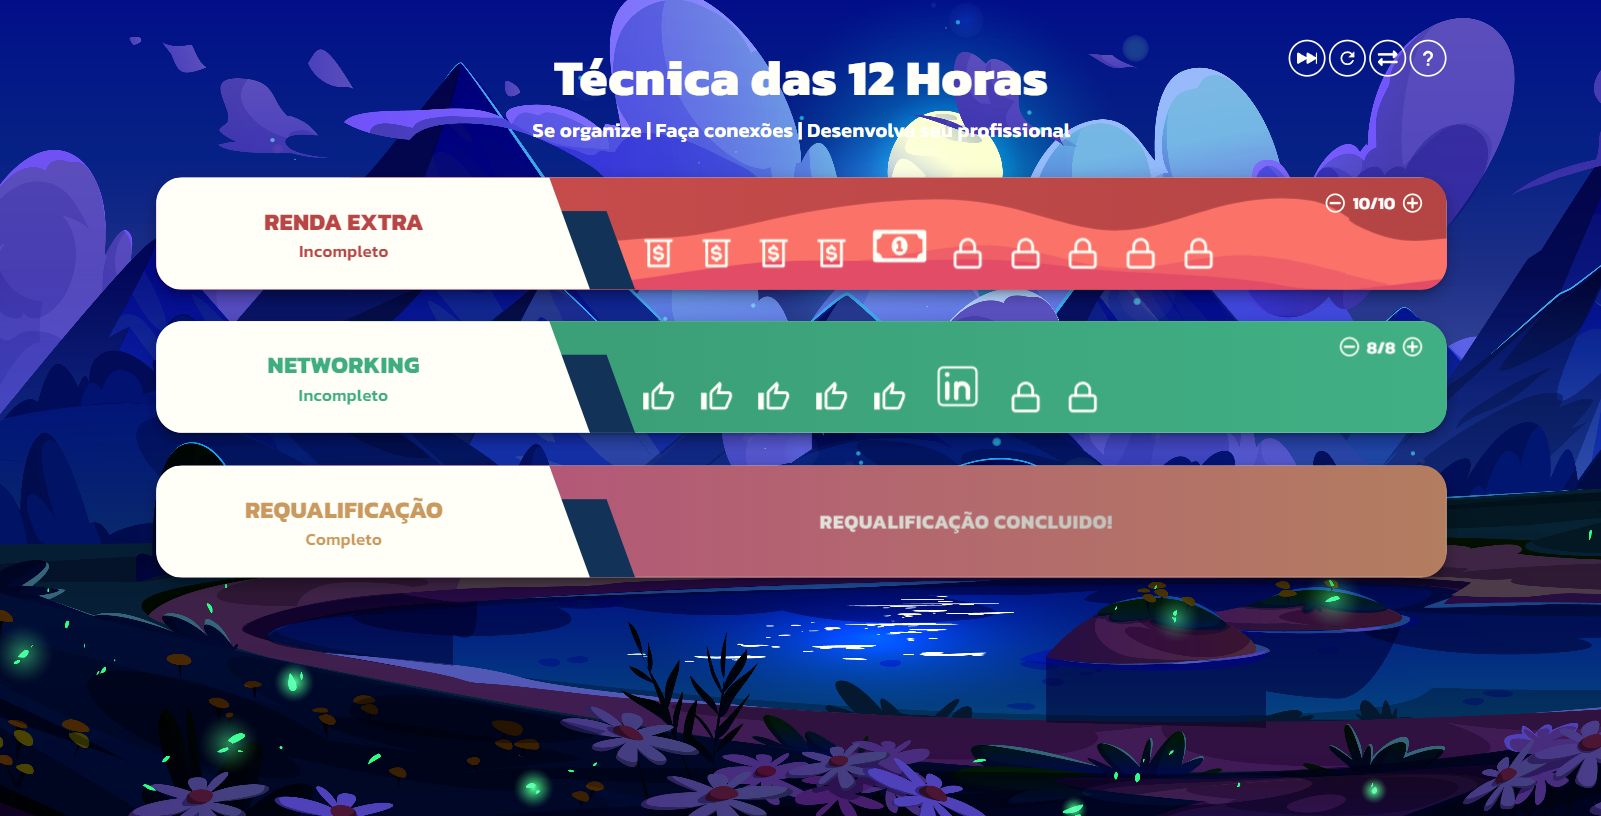 Técnica das 12 Horas
Se organize | Faça conexões | Desenvolva seu profissional
?
RENDA EXTRA
Incompleto
10/10
$ $ $ $ 1
NETWORKING
Incompleto
8/8
in
REQUALIFICAÇÃO
Completo
REQUALIFICAÇÃO CONCLUIDO!